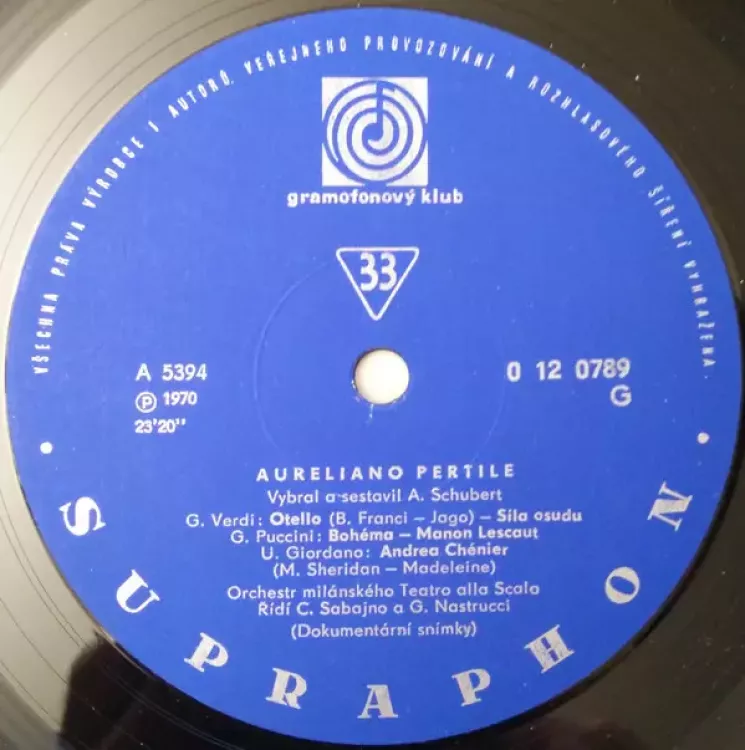 VŠECHNA PRÁVA VÝROBCE I AUTORŮ, VEŘEJNÉHO PROVOZOVÁNÍ A ROZHLASOVÉHO ŠÍŘENÍ VYHRAŽENA.
gramofonový klub
33
A 5394
0 12 0789
Ⓟ 1970
G
23'20"
AURELIANO PERTILE
Vybral a sestavil A. Schubert
G. Verdi: Otello (B. Franci – Jago) – Síla osudu
G. Puccini: Bohéma – Manon Lescaut
U. Giordano: Andrea Chénier
(M. Sheridan – Madeleine)
Orchestr milánského Teatro alla Scala
Řídí C. Sabajno a G. Nastrucci
(Dokumentární snímky)
• SUPRAPHON •